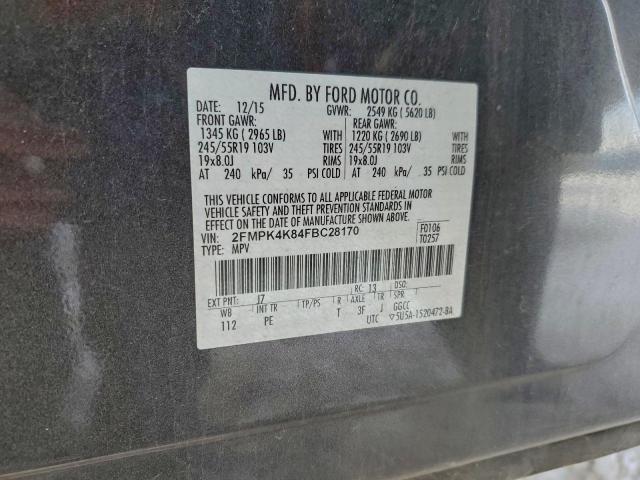 MFD. BY FORD MOTOR CO.
DATE: 12/15 GVWR: 2549 KG ( 5620 LB)
FRONT GAWR: REAR GAWR:
1345 KG ( 2965 LB) WITH 1220 KG ( 2690 LB) WITH
245/55R19 103V TIRES 245/55R19 103V TIRES
19x8.0J RIMS 19x8.0J RIMS
AT 240 kPa/ 35 PSI COLD AT 240 kPa/ 35 PSI COLD
THIS VEHICLE CONFORMS TO ALL APPLICABLE FEDERAL MOTOR
VEHICLE SAFETY AND THEFT PREVENTION STANDARDS IN
EFFECT ON THE DATE OF MANUFACTURE SHOWN ABOVE.
VIN: 2FMPK4K84FBC28170 F0106
TYPE: MPV T0257
EXT PNT: J7 RC: 13 DSO:
WB INT TR TP/PS R AXLE TR SPR
112 PE T 3F J GGCC
UTC ▽5U5A-1520472-BA